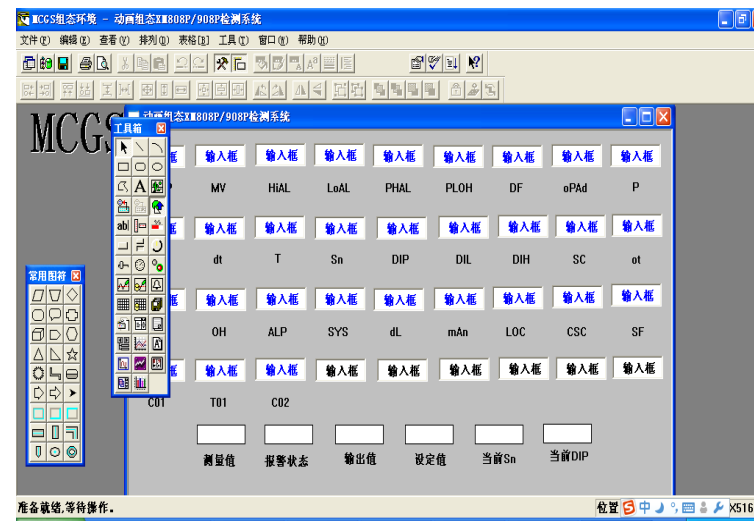 MCGS组态环境 - 动画组态XM808P/908P检测系统
文件(F) 编辑(E) 查看(V) 排列(D) 表格(B) 工具(T) 窗口(W) 帮助(H)
MCGS
动画组态XM808P/908P检测系统
工具箱
框 输入框 输入框 输入框 输入框 输入框 输入框 输入框 输入框
P MV HiAL LoAL PHAL PLOH DF oPAd P
框 输入框 输入框 输入框 输入框 输入框 输入框 输入框 输入框
dt T Sn DIP DIL DIH SC ot
常用图符
框 输入框 输入框 输入框 输入框 输入框 输入框 输入框 输入框
OH ALP SYS dL mAn LOC CSC SF
框 输入框 输入框 输入框 输入框 输入框 输入框 输入框 输入框
C01 T01 C02
测量值 报警状态 输出值 设定值 当前Sn 当前DIP
准备就绪,等待操作。
位置 中 X516